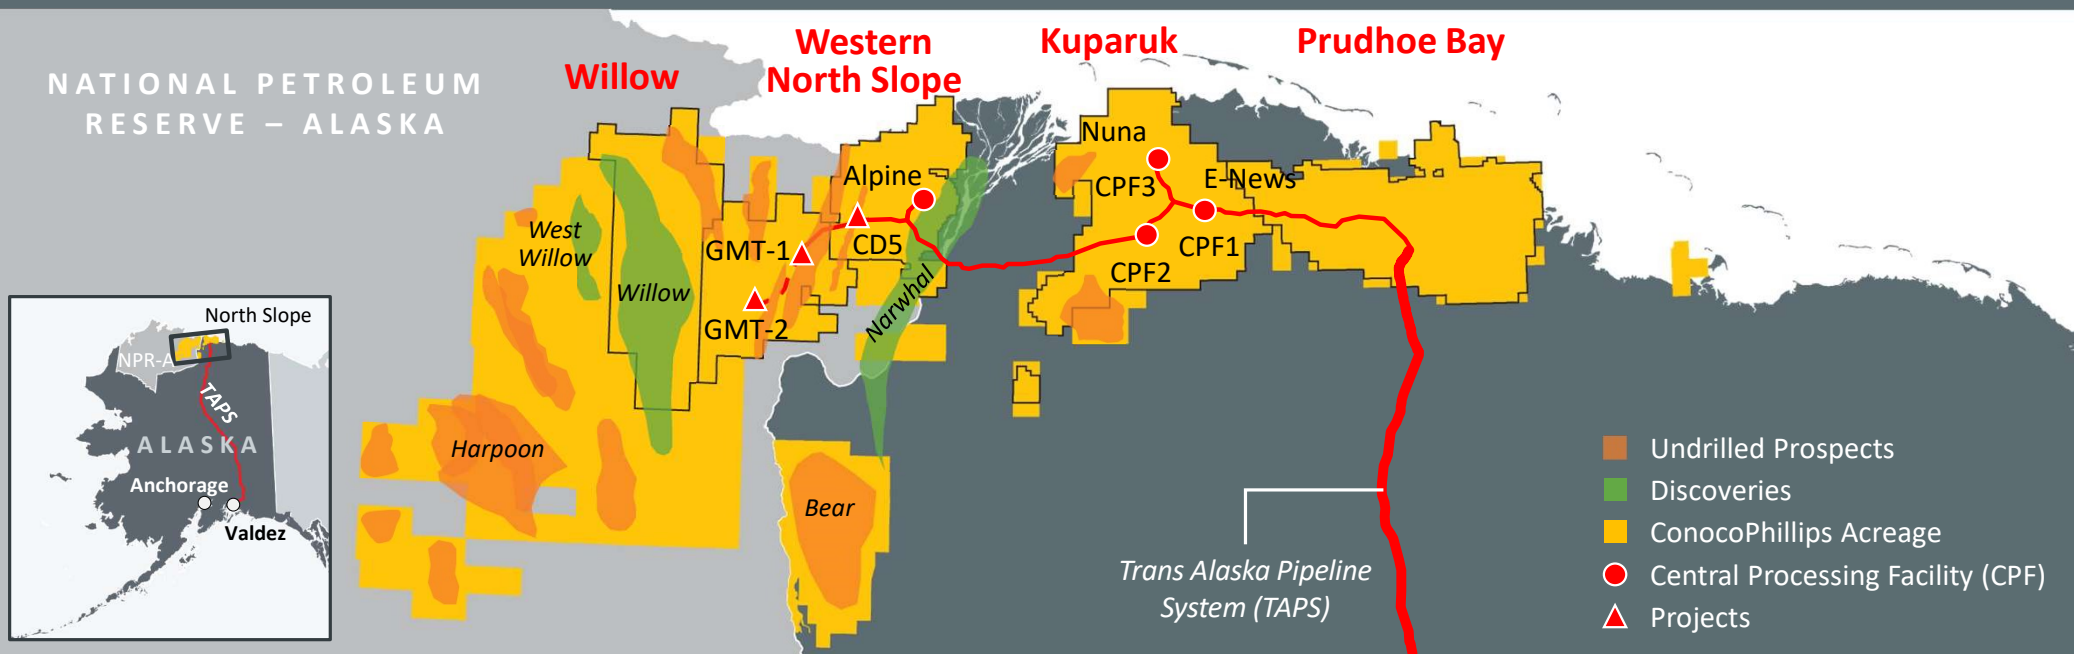 NATIONAL PETROLEUM
RESERVE – ALASKA
Willow
Western
North Slope
Kuparuk
Prudhoe Bay
Nuna
CPF3
E-News
Alpine
CPF1
CPF2
CD5
GMT-1
GMT-2
West
Willow
Willow
Narwhal
Harpoon
Bear
North Slope
NPR-A
TAPS
ALASKA
Anchorage
Valdez
Trans Alaska Pipeline
System (TAPS)
Undrilled Prospects
Discoveries
ConocoPhillips Acreage
Central Processing Facility (CPF)
Projects